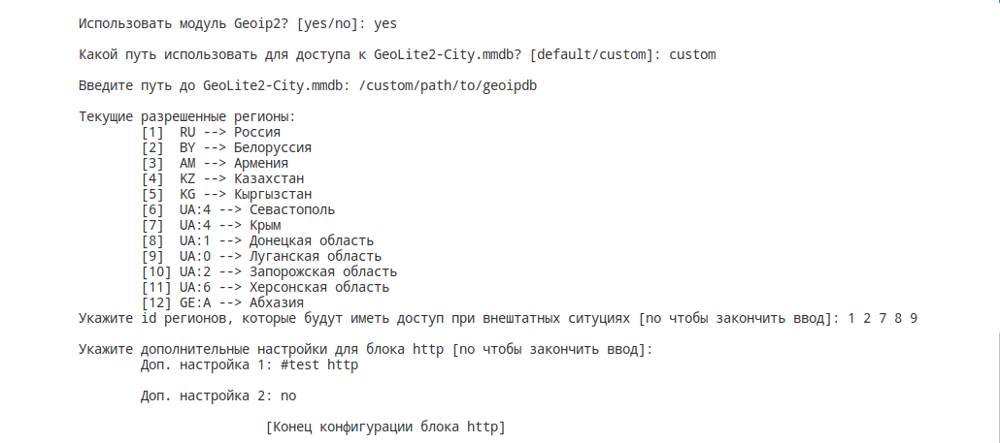 Использовать модуль Geoip2? [yes/no]: yes
Какой путь использовать для доступа к GeoLite2-City.mmdb? [default/custom]: custom
Введите путь до GeoLite2-City.mmdb: /custom/path/to/geoipdb
Текущие разрешенные регионы:
[1] RU --> Россия
[2] BY --> Белоруссия
[3] AM --> Армения
[4] KZ --> Казахстан
[5] KG --> Кыргызстан
[6] UA:4 --> Севастополь
[7] UA:4 --> Крым
[8] UA:1 --> Донецкая область
[9] UA:0 --> Луганская область
[10] UA:2 --> Запорожская область
[11] UA:6 --> Херсонская область
[12] GE:A --> Абхазия
Укажите id регионов, которые будут иметь доступ при внештатных ситуциях [no чтобы закончить ввод]: 1 2 7 8 9
Укажите дополнительные настройки для блока http [no чтобы закончить ввод]:
Доп. настройка 1: #test http
Доп. настройка 2: no
[Конец конфигурации блока http]